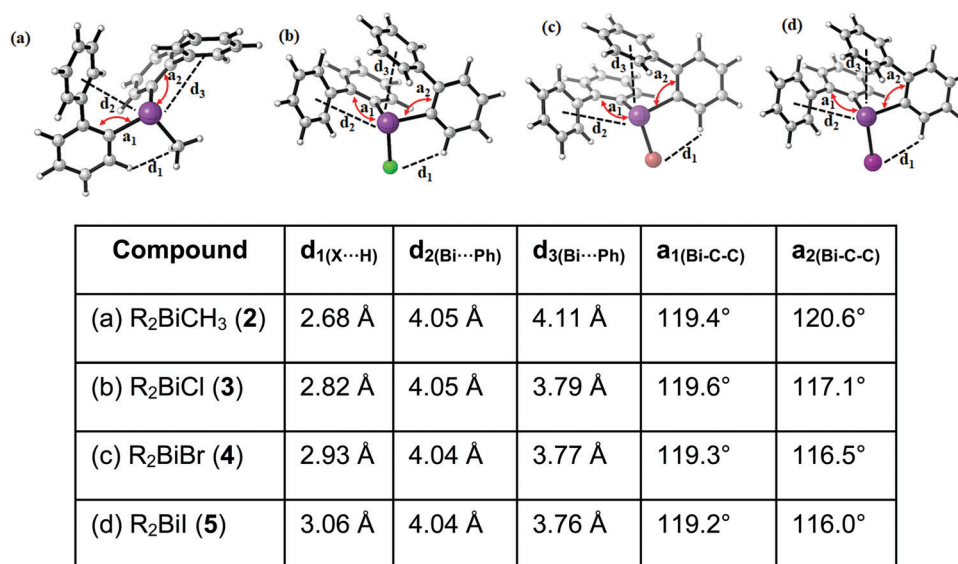 (a)
(b)
(c)
(d)
a₂
d₂
d₃
a₁
d₁
d₃
a₂
a₁
d₂
d₁
d₃
a₂
a₁
d₂
d₁
d₃
a₂
a₁
d₂
d₁
Compound d₁(X⋯H) d₂(Bi⋯Ph) d₃(Bi⋯Ph) a₁(Bi-C-C) a₂(Bi-C-C)
(a) R₂BiCH₃ (2) 2.68 Å 4.05 Å 4.11 Å 119.4° 120.6°
(b) R₂BiCl (3) 2.82 Å 4.05 Å 3.79 Å 119.6° 117.1°
(c) R₂BiBr (4) 2.93 Å 4.04 Å 3.77 Å 119.3° 116.5°
(d) R₂BiI (5) 3.06 Å 4.04 Å 3.76 Å 119.2° 116.0°